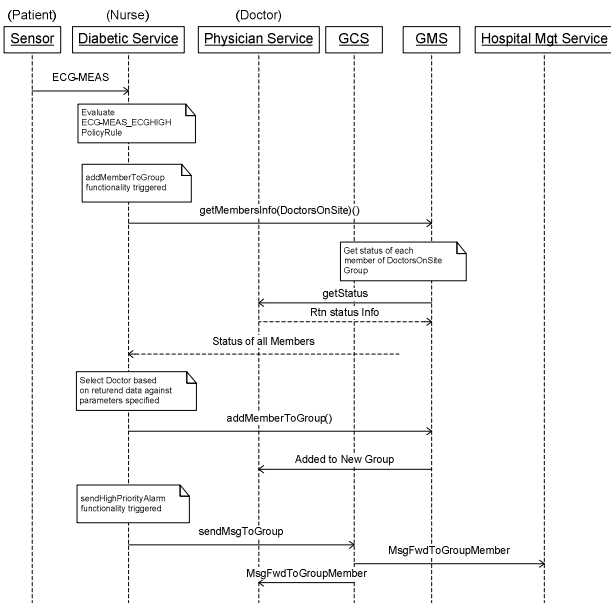 (Patient) (Nurse) (Doctor)
Sensor Diabetic Service Physician Service GCS GMS Hospital Mgt Service
ECG-MEAS
Evaluate
ECG-MEAS_ECGHIGH
PolicyRule
addMemberToGroup
functionality triggered
getMembersInfo(DoctorsOnSite)()
Get status of each
member of DoctorsOnSite
Group
getStatus
Rtn status Info
Status of all Members
Select Doctor based
on returend data against
parameters specified
addMemberToGroup()
Added to New Group
sendHighPriorityAlarm
functionality triggered
sendMsgToGroup
MsgFwdToGroupMember
MsgFwdToGroupMember